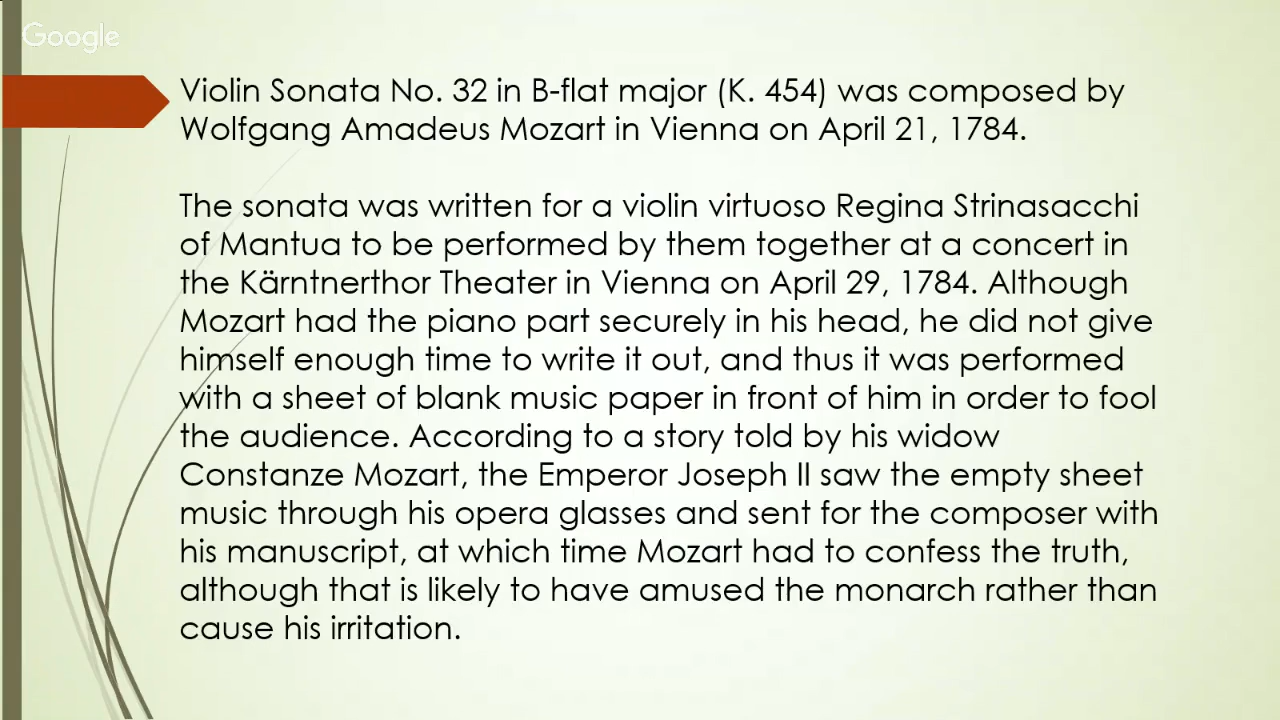 Google
Violin Sonata No. 32 in B-flat major (K. 454) was composed by
Wolfgang Amadeus Mozart in Vienna on April 21, 1784.
The sonata was written for a violin virtuoso Regina Strinasacchi
of Mantua to be performed by them together at a concert in
the Kärntnerthor Theater in Vienna on April 29, 1784. Although
Mozart had the piano part securely in his head, he did not give
himself enough time to write it out, and thus it was performed
with a sheet of blank music paper in front of him in order to fool
the audience. According to a story told by his widow
Constanze Mozart, the Emperor Joseph II saw the empty sheet
music through his opera glasses and sent for the composer with
his manuscript, at which time Mozart had to confess the truth,
although that is likely to have amused the monarch rather than
cause his irritation.